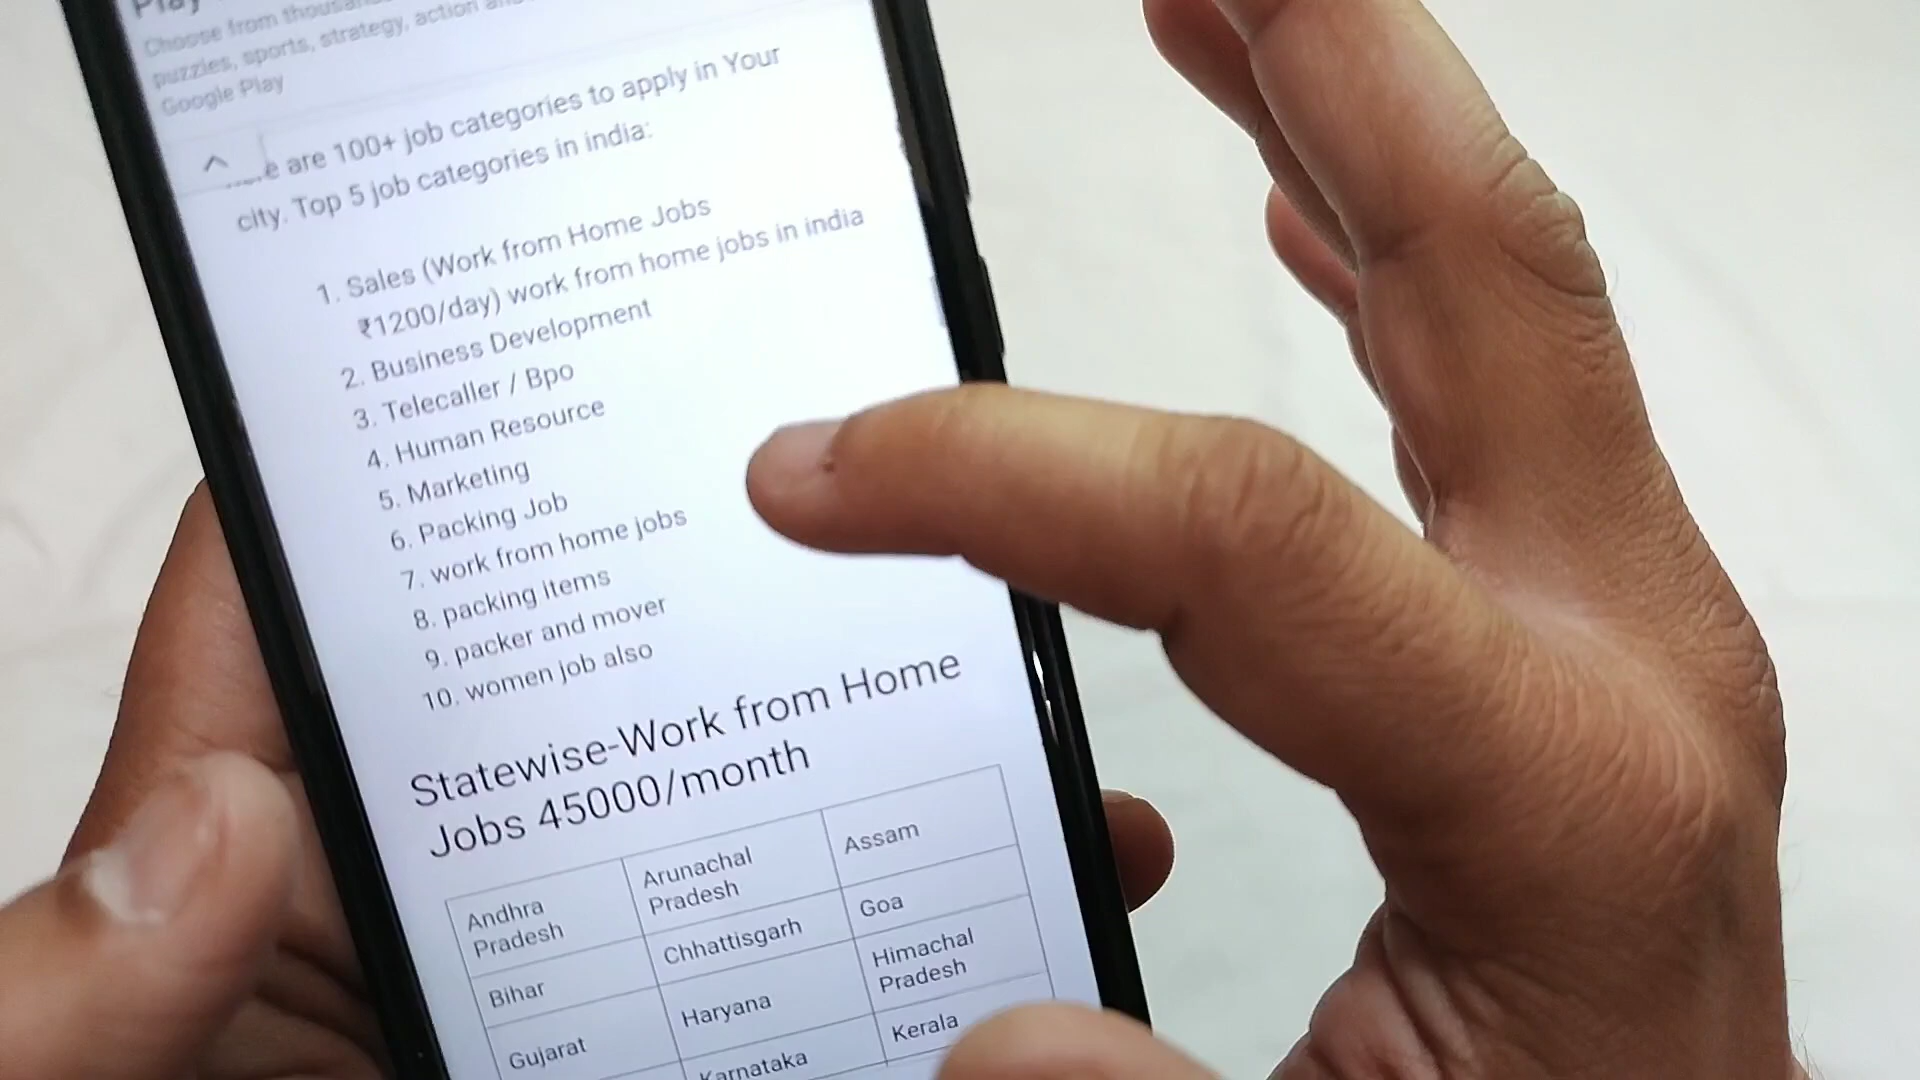 Play
Choose from thousands
puzzles, sports, strategy, action
Google Play
are 100+ job categories to apply in Your
city. Top 5 job categories in india:
1. Sales (Work from Home Jobs
₹1200/day) work from home jobs in india
2. Business Development
3. Telecaller / Bpo
4. Human Resource
5. Marketing
6. Packing Job
7. work from home jobs
8. packing items
9. packer and mover
10. women job also
Statewise-Work from Home
Jobs 45000/month
Andhra
Pradesh
Arunachal
Pradesh
Assam
Bihar
Chhattisgarh
Goa
Gujarat
Haryana
Himachal
Pradesh
Karnataka
Kerala